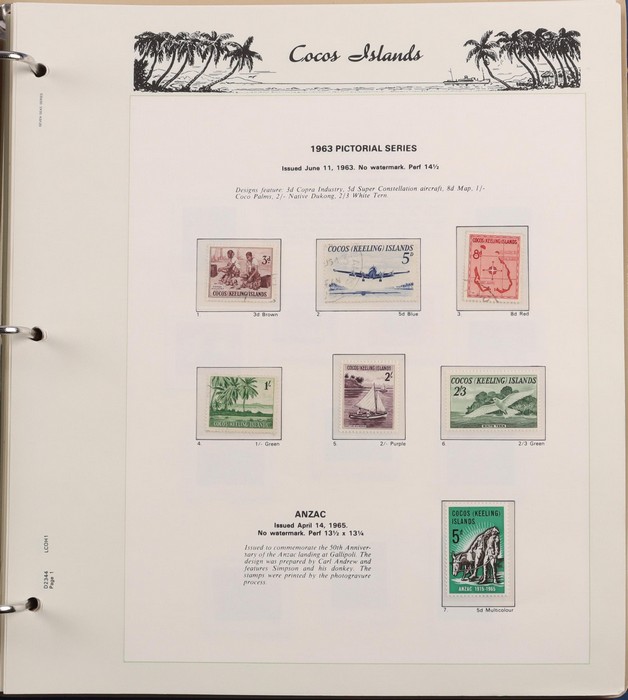 Cocos Islands
1963 PICTORIAL SERIES
Issued June 11, 1963. No watermark. Perf 14½
Designs feature: 3d Copra Industry, 5d Super Constellation aircraft, 8d Map, 1/-
Coco Palms, 2/- Native Dukong, 2/3 White Tern.
3d
COCOS (KEELING) ISLANDS
1. 3d Brown
COCOS (KEELING) ISLANDS
5D
2. 5d Blue
COCOS (KEELING) ISLANDS
8d
3. 8d Red
1/-
COCOS (KEELING) ISLANDS
4. 1/- Green
2/-
5. 2/- Purple
COCOS (KEELING) ISLANDS
2/3
WHITE TERN
6. 2/3 Green
ANZAC
Issued April 14, 1965.
No watermark. Perf 13½ x 13¼
Issued to commemorate the 50th Anniver-
sary of the Anzac landing at Gallipoli. The
design was prepared by Carl Andrew and
features Simpson and his donkey. The
stamps were printed by the photogravure
process
COCOS (KEELING)
ISLANDS
5D
ANZAC 1915-1965
7. 5d Multicolour
D2344 LCOH1
Page 1